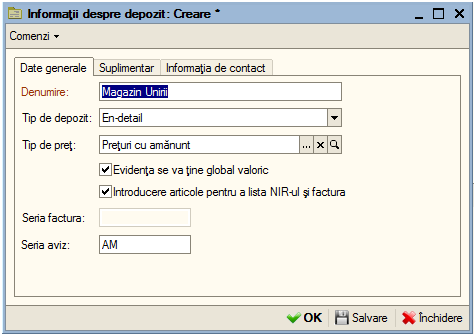 Informaţii despre depozit: Creare *
Comenzi
Date generale Suplimentar Informaţia de contact
Denumire: Magazin Unirii
Tip de depozit: En-detail
Tip de preţ: Preţuri cu amănunt ...
Evidenţa se va ţine global valoric
Introducere articole pentru a lista NIR-ul şi factura
Seria factura:
Seria aviz: AM
OK Salvare Închidere